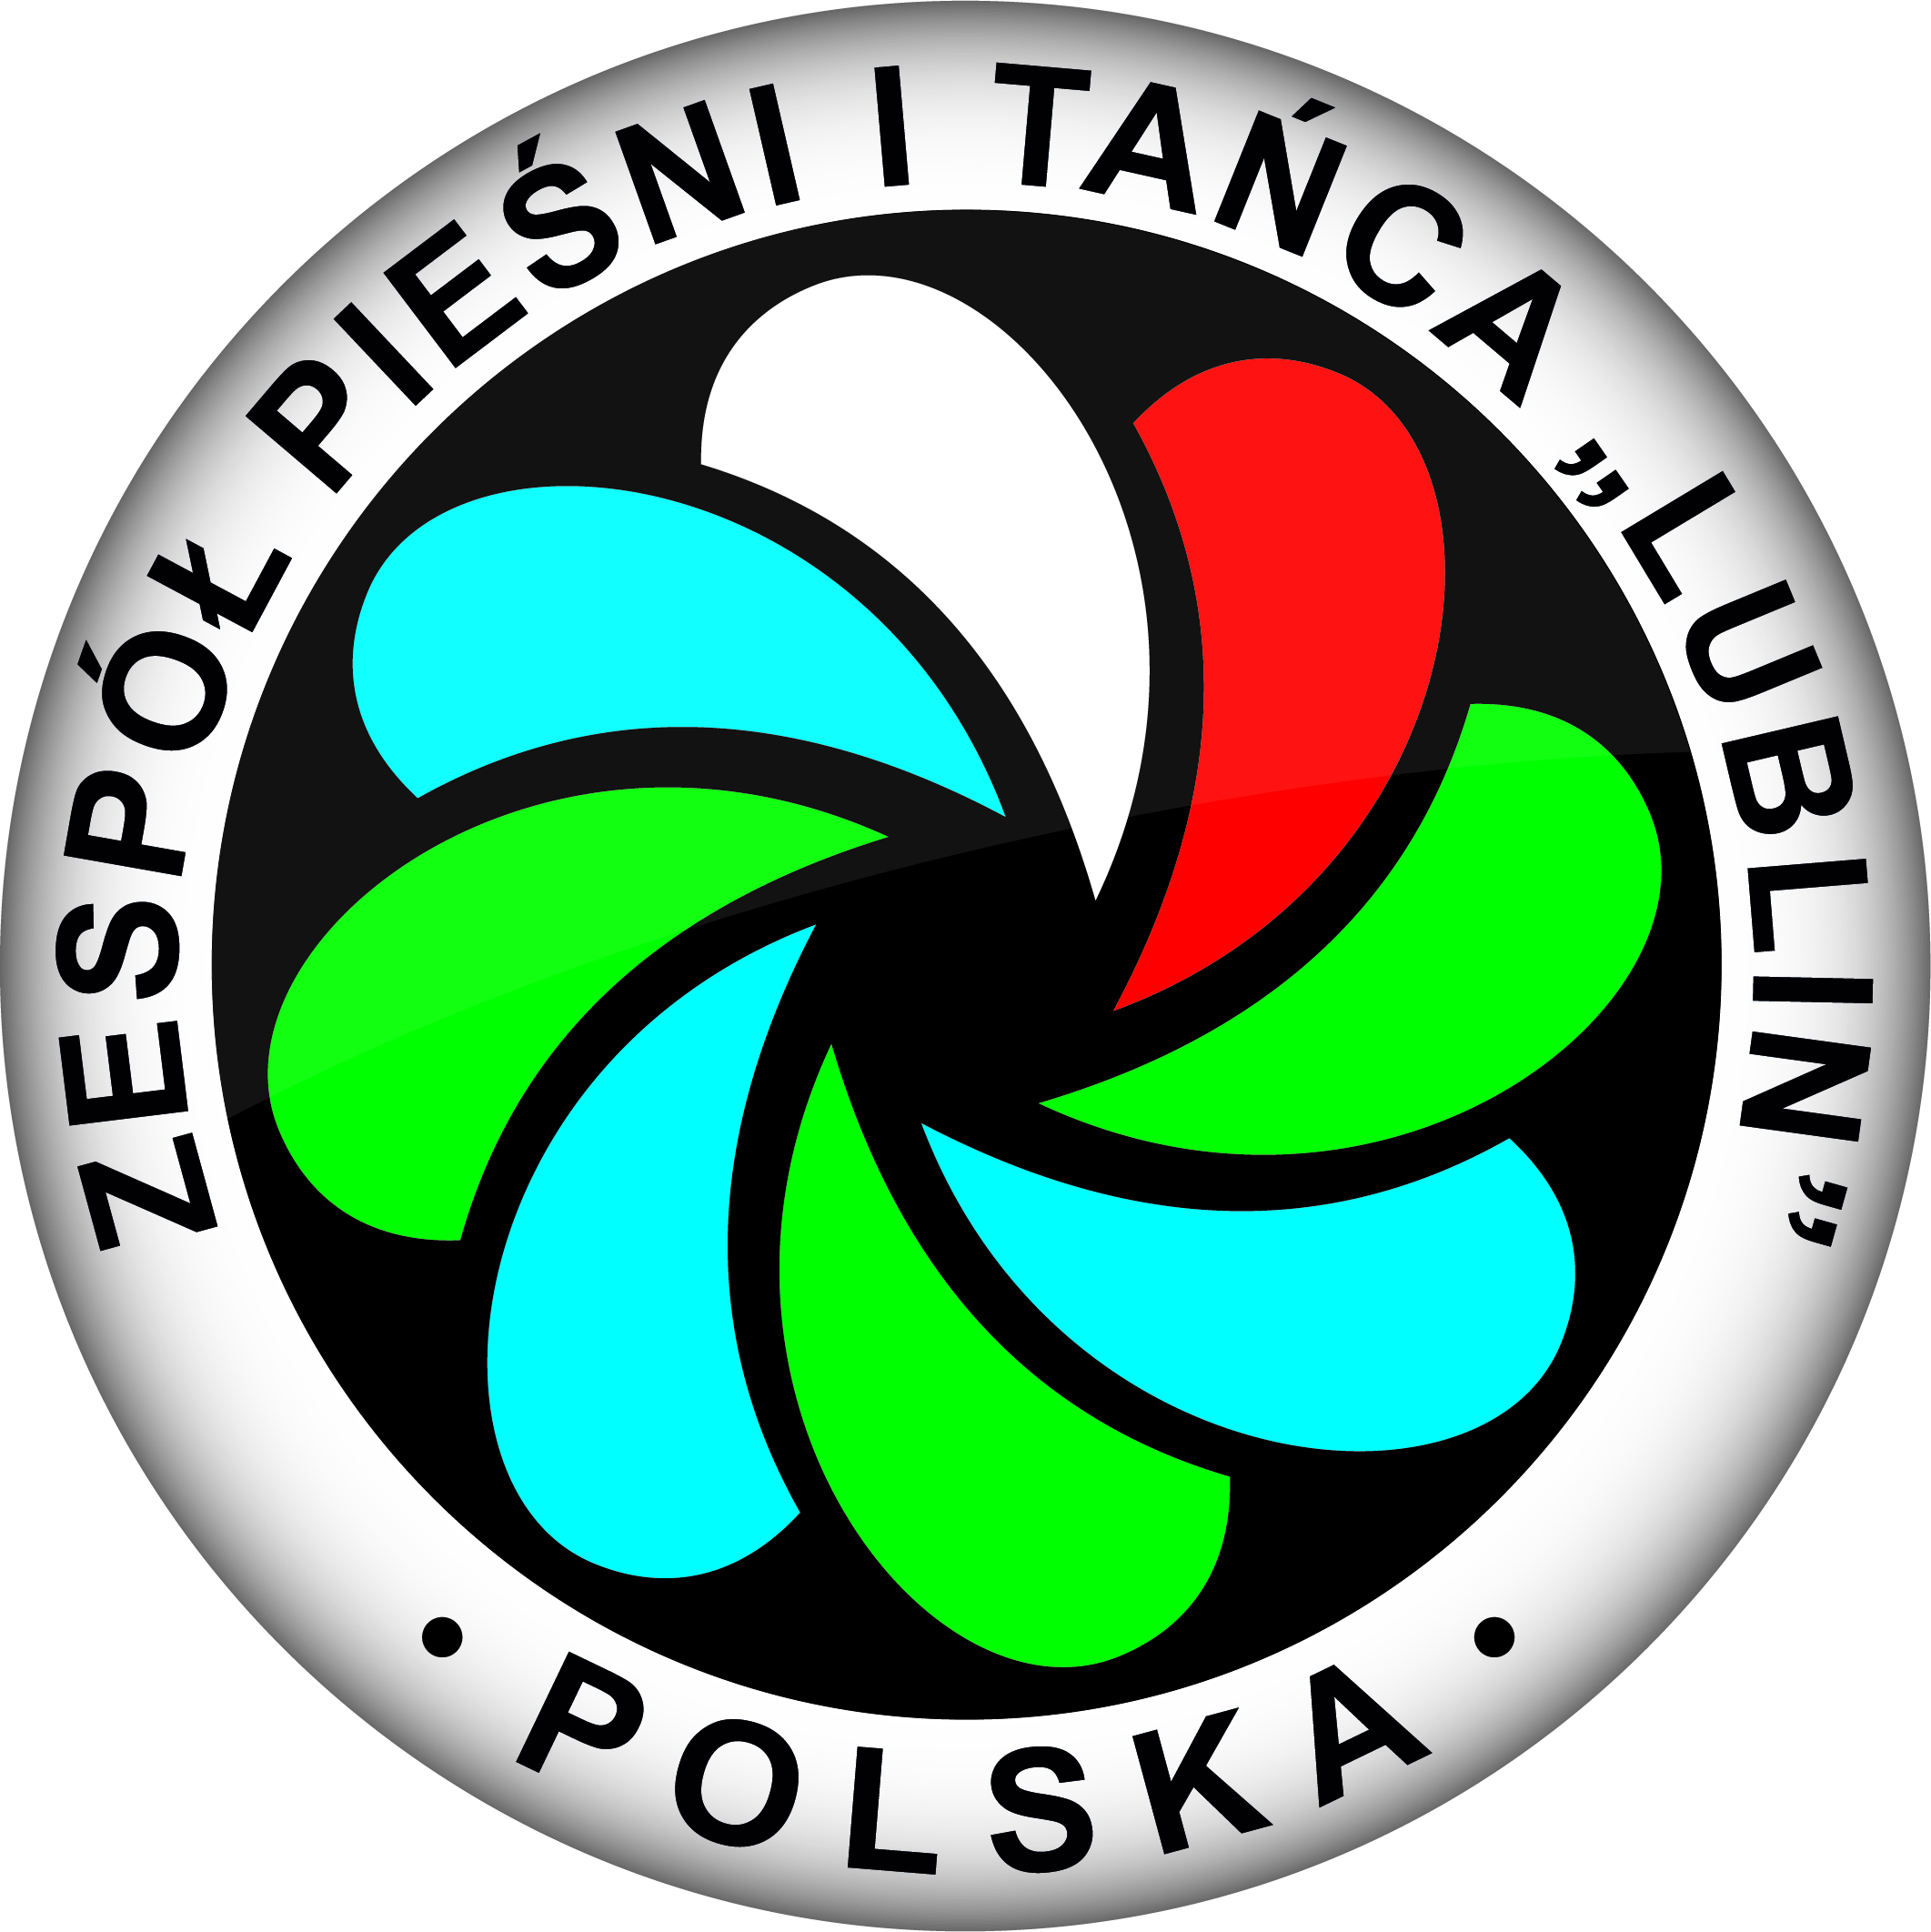 ZESPÓŁ PIEŚNI I TAŃCA „LUBLIN”
• POLSKA •